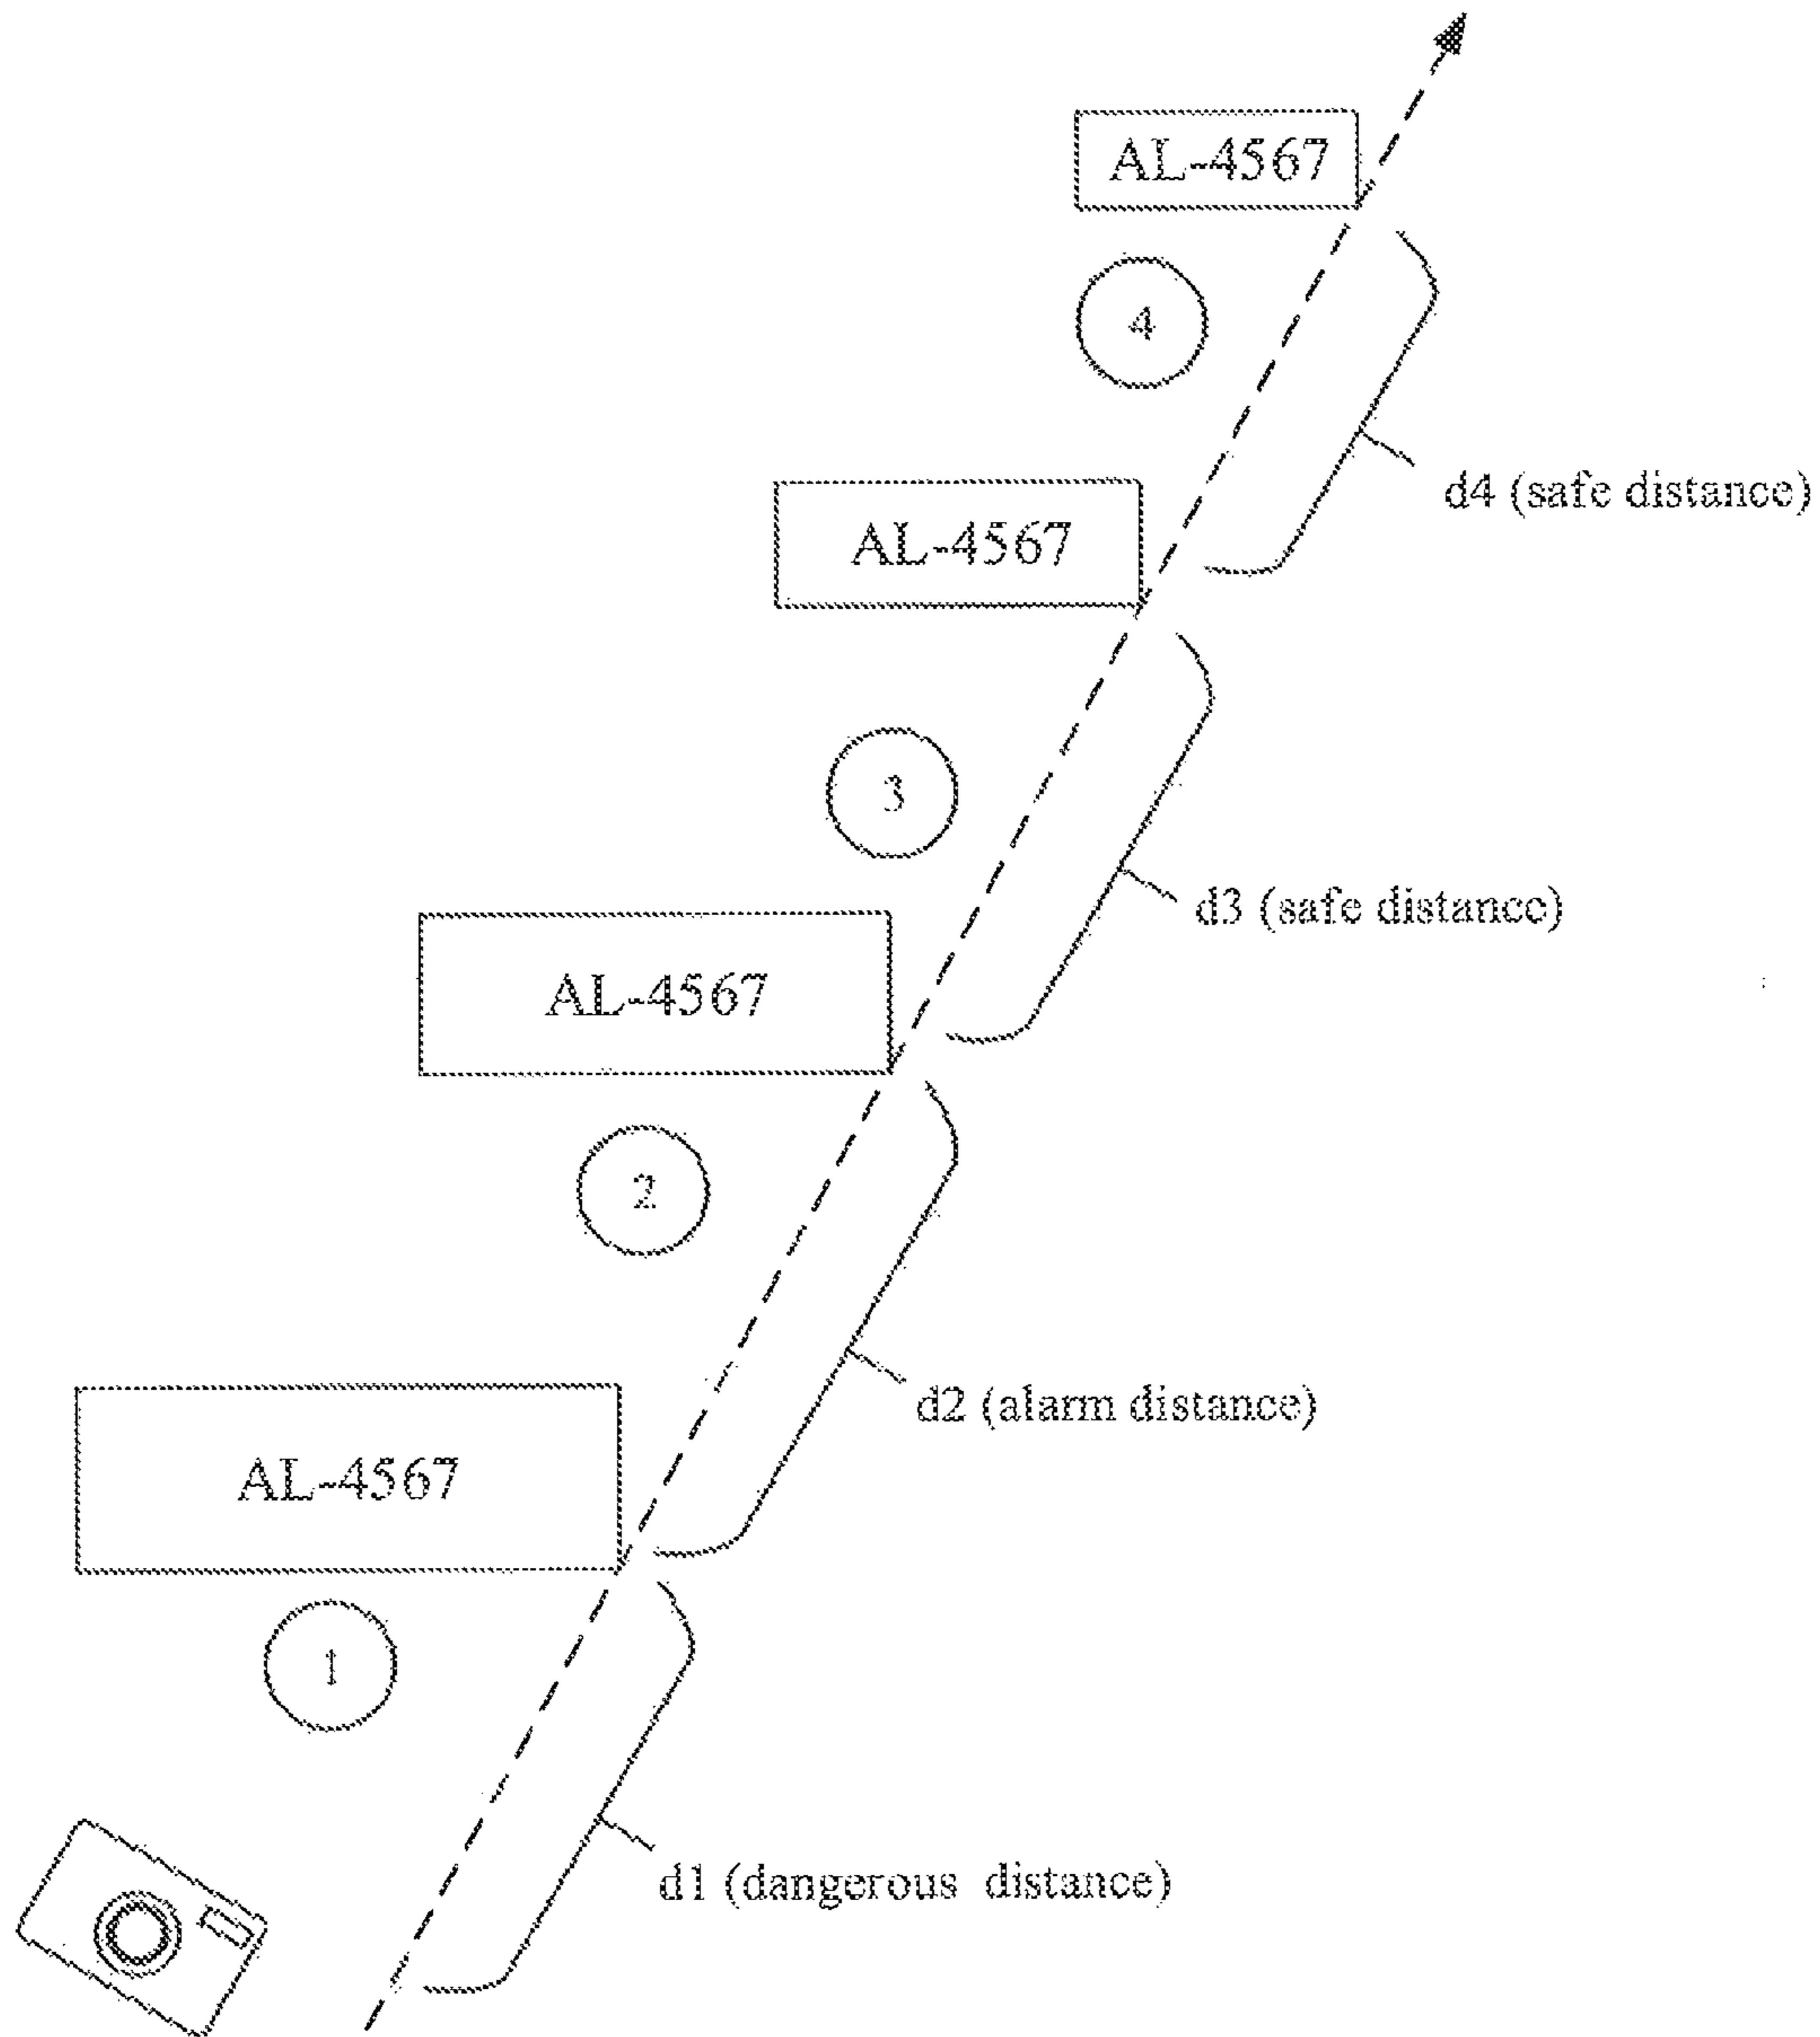 AL-4567
4
d4 (safe distance)
AL-4567
3
d3 (safe distance)
AL-4567
2
d2 (alarm distance)
AL-4567
1
d1 (dangerous distance)